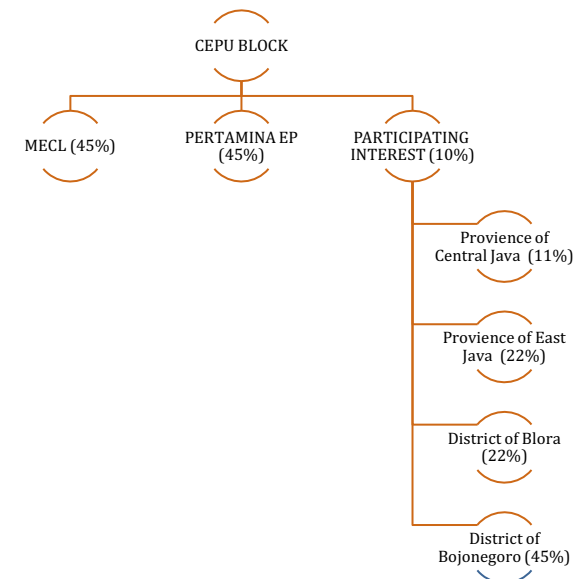 CEPU BLOCK
MECL (45%)
PERTAMINA EP
(45%)
PARTICIPATING
INTEREST (10%)
Provience of
Central Java (11%)
Provience of East
Java (22%)
District of Blora
(22%)
District of
Bojonegoro (45%)